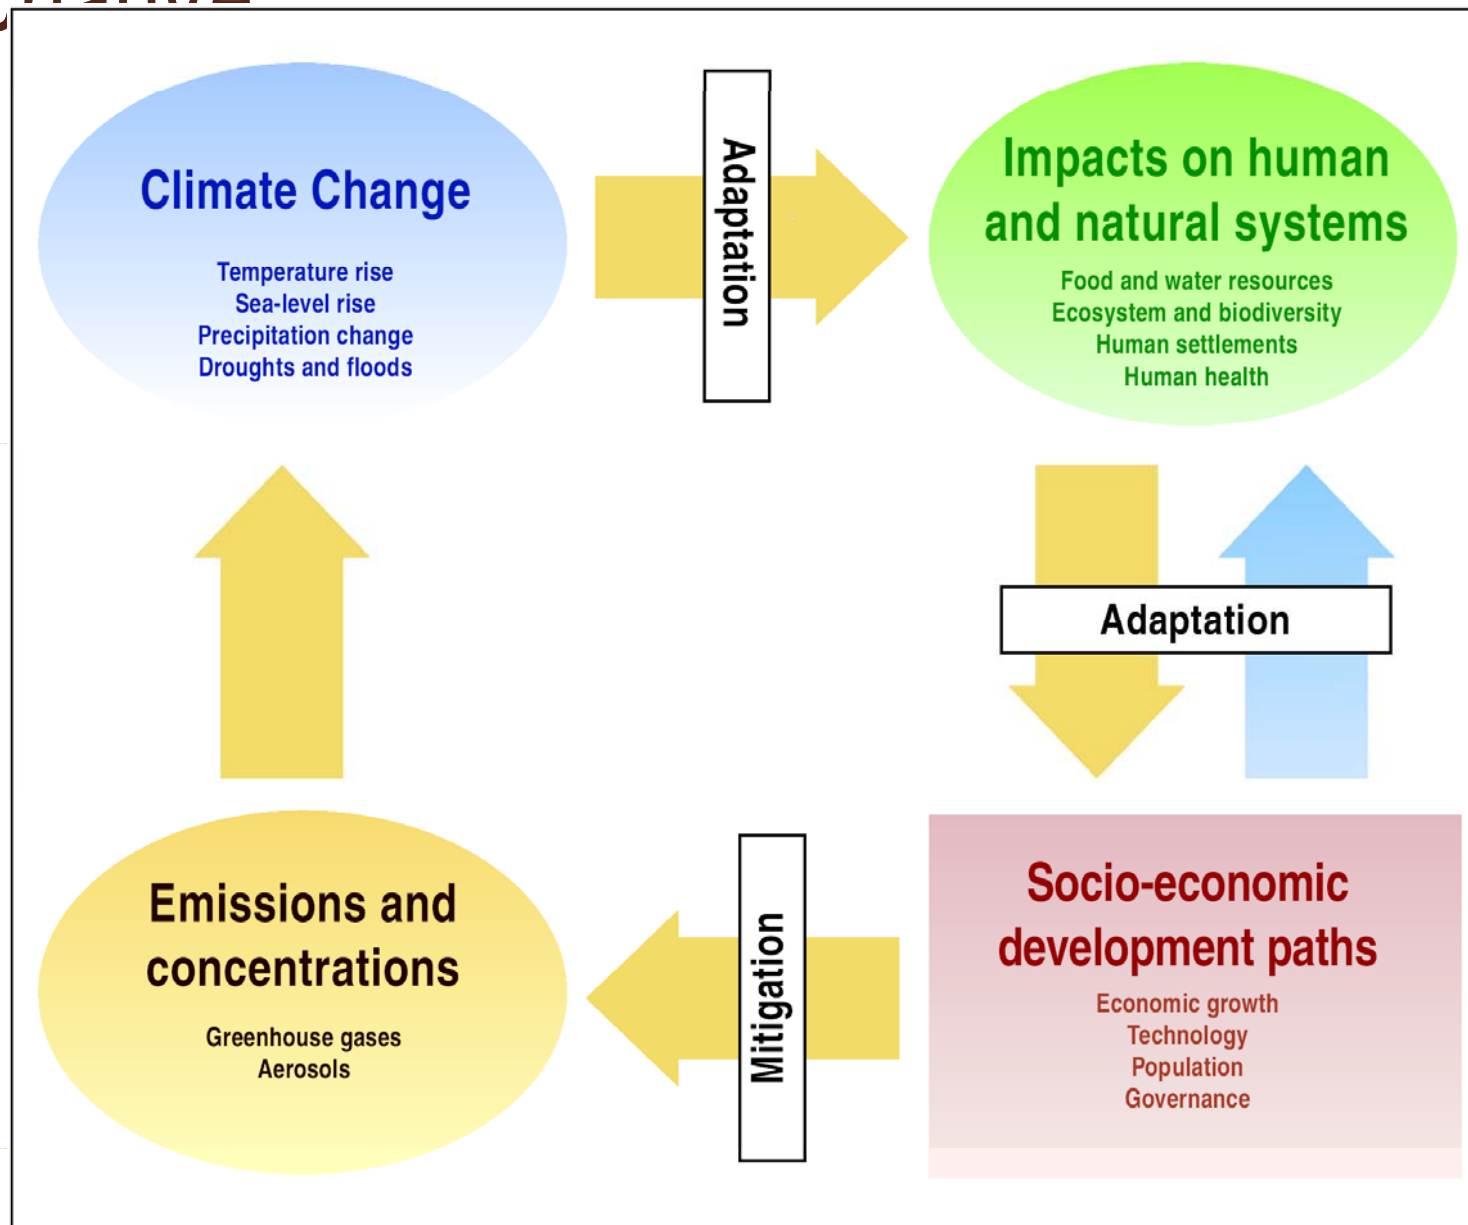 Climate Change
Temperature rise
Sea-level rise
Precipitation change
Droughts and floods
Adaptation
Impacts on human
and natural systems
Food and water resources
Ecosystem and biodiversity
Human settlements
Human health
Adaptation
Emissions and
concentrations
Greenhouse gases
Aerosols
Mitigation
Socio-economic
development paths
Economic growth
Technology
Population
Governance